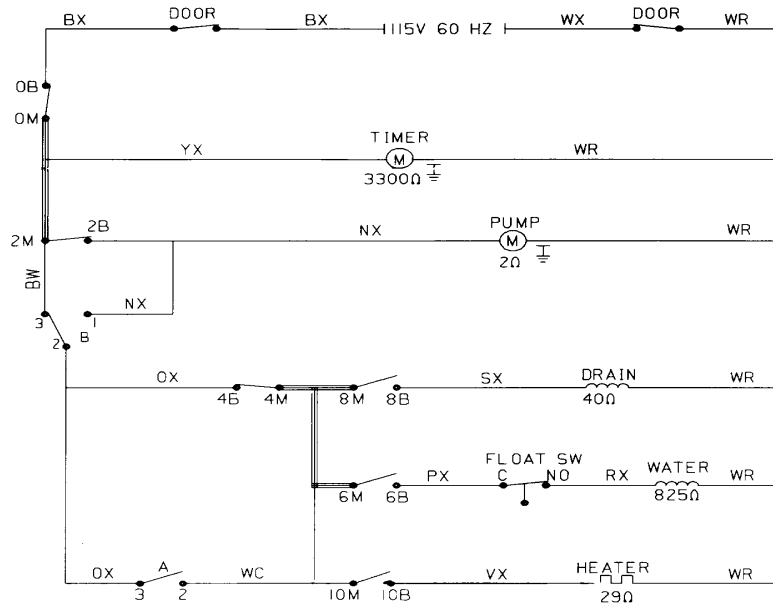 BX DOOR BX 115V 60 HZ WX DOOR WR
0B
0M
TIMER
YX M WR
3300Ω
PUMP
2B NX M WR
2M
2Ω
BW
NX
3 1
B
2
OX SX DRAIN WR
4B 4M 8M 8B 40Ω
FLOAT SW
PX C NO RX WATER WR
6M 6B 825Ω
A HEATER
OX WC VX WR
3 2 10M 10B 29Ω